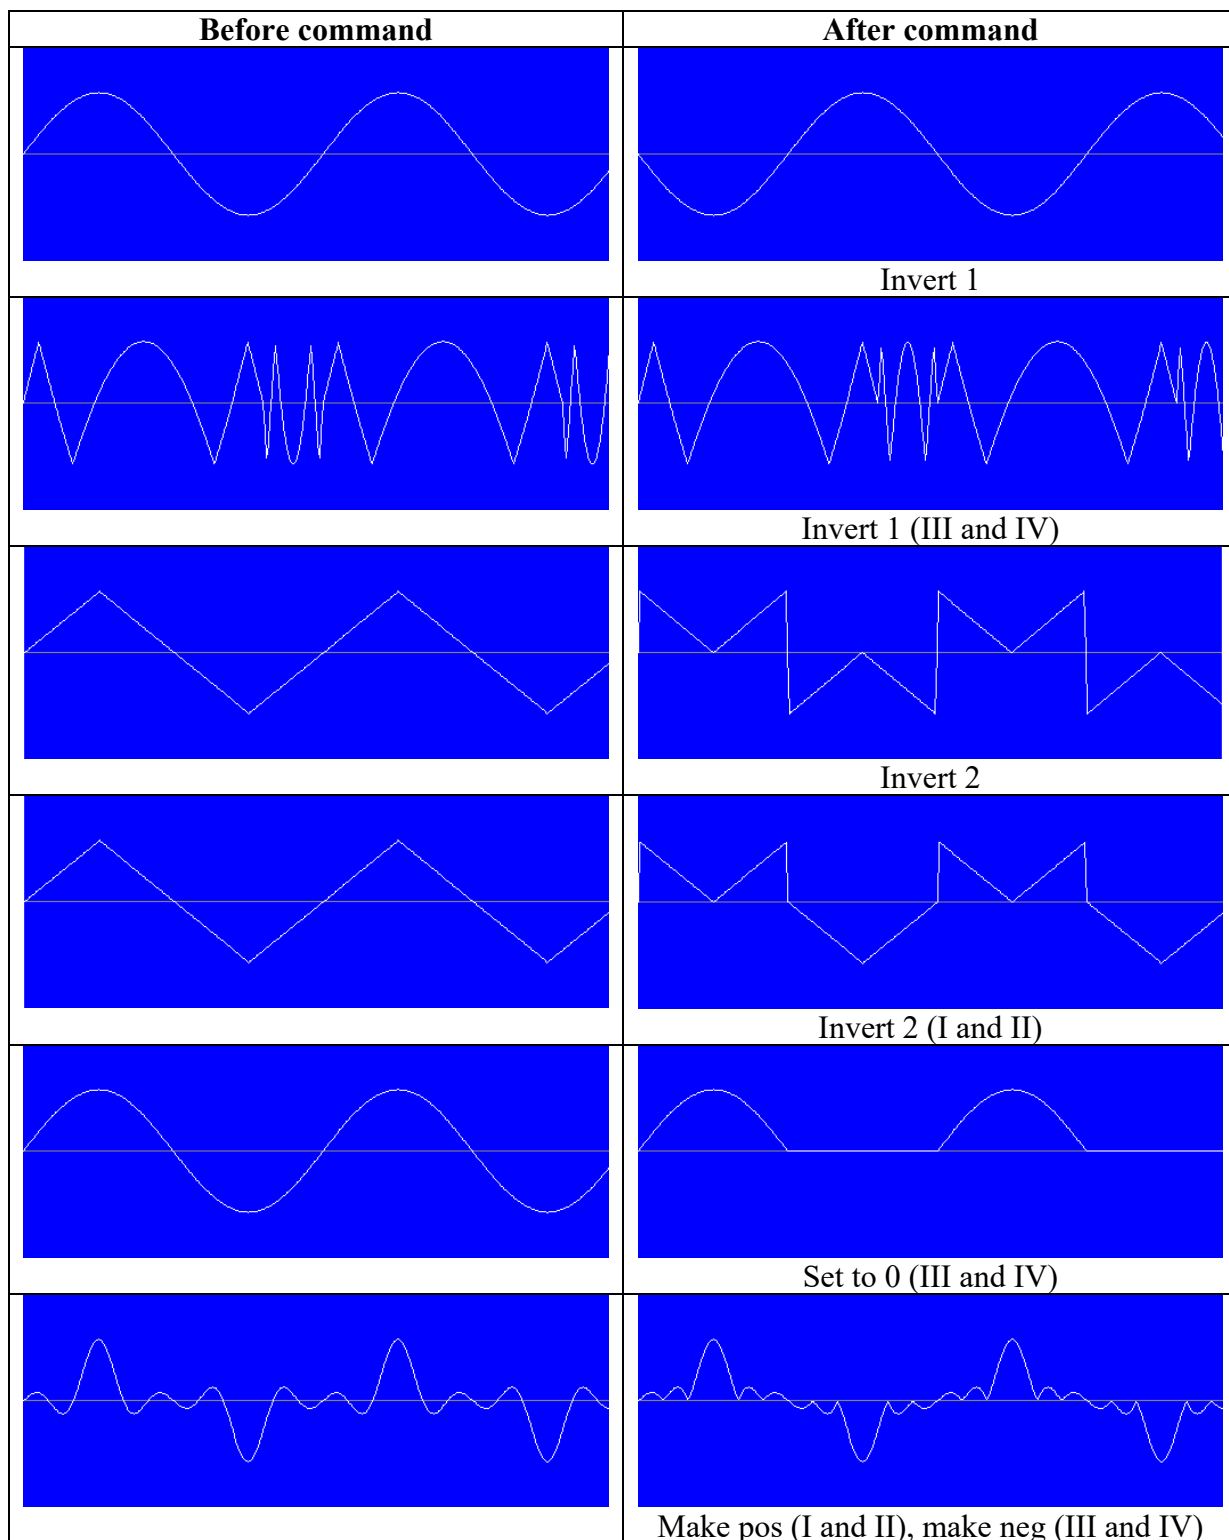 Before command
After command
Invert 1
Invert 1 (III and IV)
Invert 2
Invert 2 (I and II)
Set to 0 (III and IV)
Make pos (I and II), make neg (III and IV)